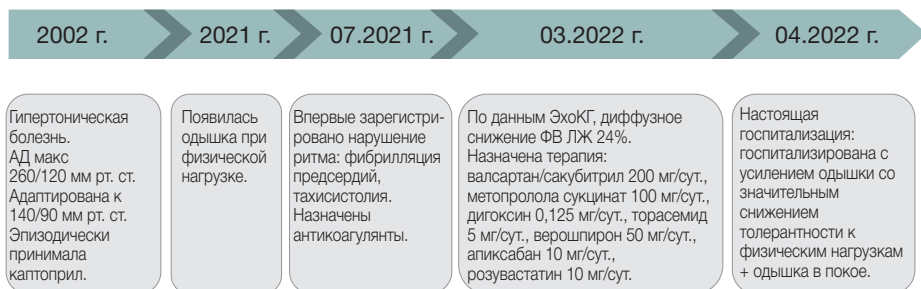 2002 г.
2021 г.
07.2021 г.
03.2022 г.
04.2022 г.
Гипертоническая
болезнь.
АД макс
260/120 мм рт. ст.
Адаптирована к
140/90 мм рт. ст.
Эпизодически
принимала
каптоприл.
Появилась
одышка при
физической
нагрузке.
Впервые зарегистри-
ровано нарушение
ритма: фибрилляция
предсердий,
тахисистолия.
Назначены
антикоагулянты.
По данным ЭхоКГ, диффузное
снижение ФВ ЛЖ 24%.
Назначена терапия:
валсартан/сакубитрил 200 мг/сут.,
метопролола сукцинат 100 мг/сут.,
дигоксин 0,125 мг/сут., торасемид
5 мг/сут., верошпирон 50 мг/сут.,
апиксабан 10 мг/сут.,
розувастатин 10 мг/сут.
Настоящая
госпитализация:
госпитализирована с
усилением одышки со
значительным
снижением
толерантности к
физическим нагрузкам
+ одышка в покое.